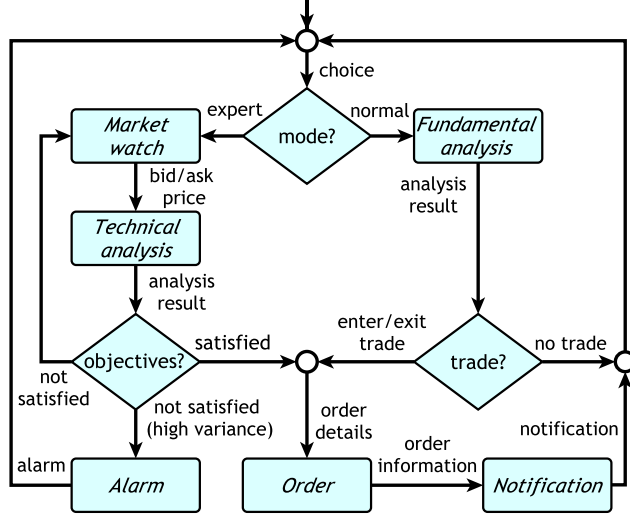 choice
expert
normal
mode?
Market
watch
Fundamental
analysis
bid/ask
price
analysis
result
Technical
analysis
analysis
result
enter/exit
trade
no trade
satisfied
objectives?
trade?
not
satisfied
not satisfied
(high variance)
order
details
notification
order
information
alarm
Alarm
Order
Notification